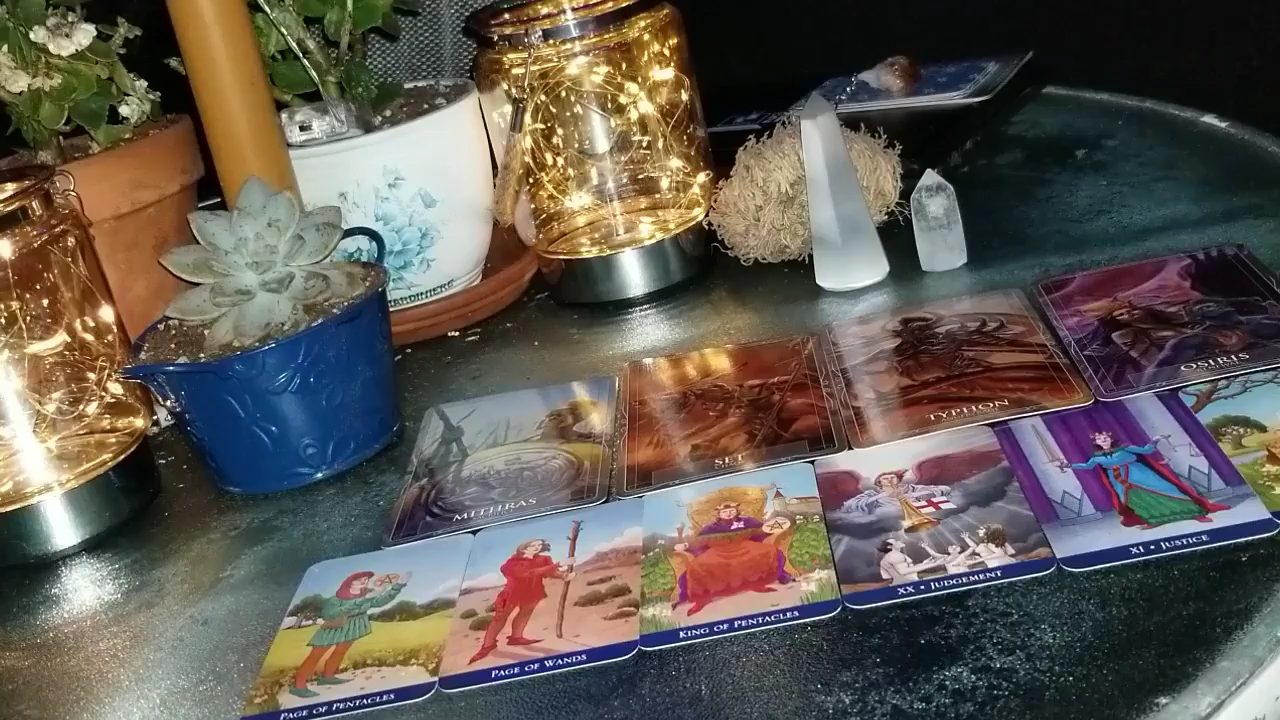 JARDINIERE
MITHRAS
SET
TYPHON
OSIRIS
PAGE OF PENTACLES
PAGE OF WANDS
KING OF PENTACLES
XX • JUDGEMENT
XI • JUSTICE